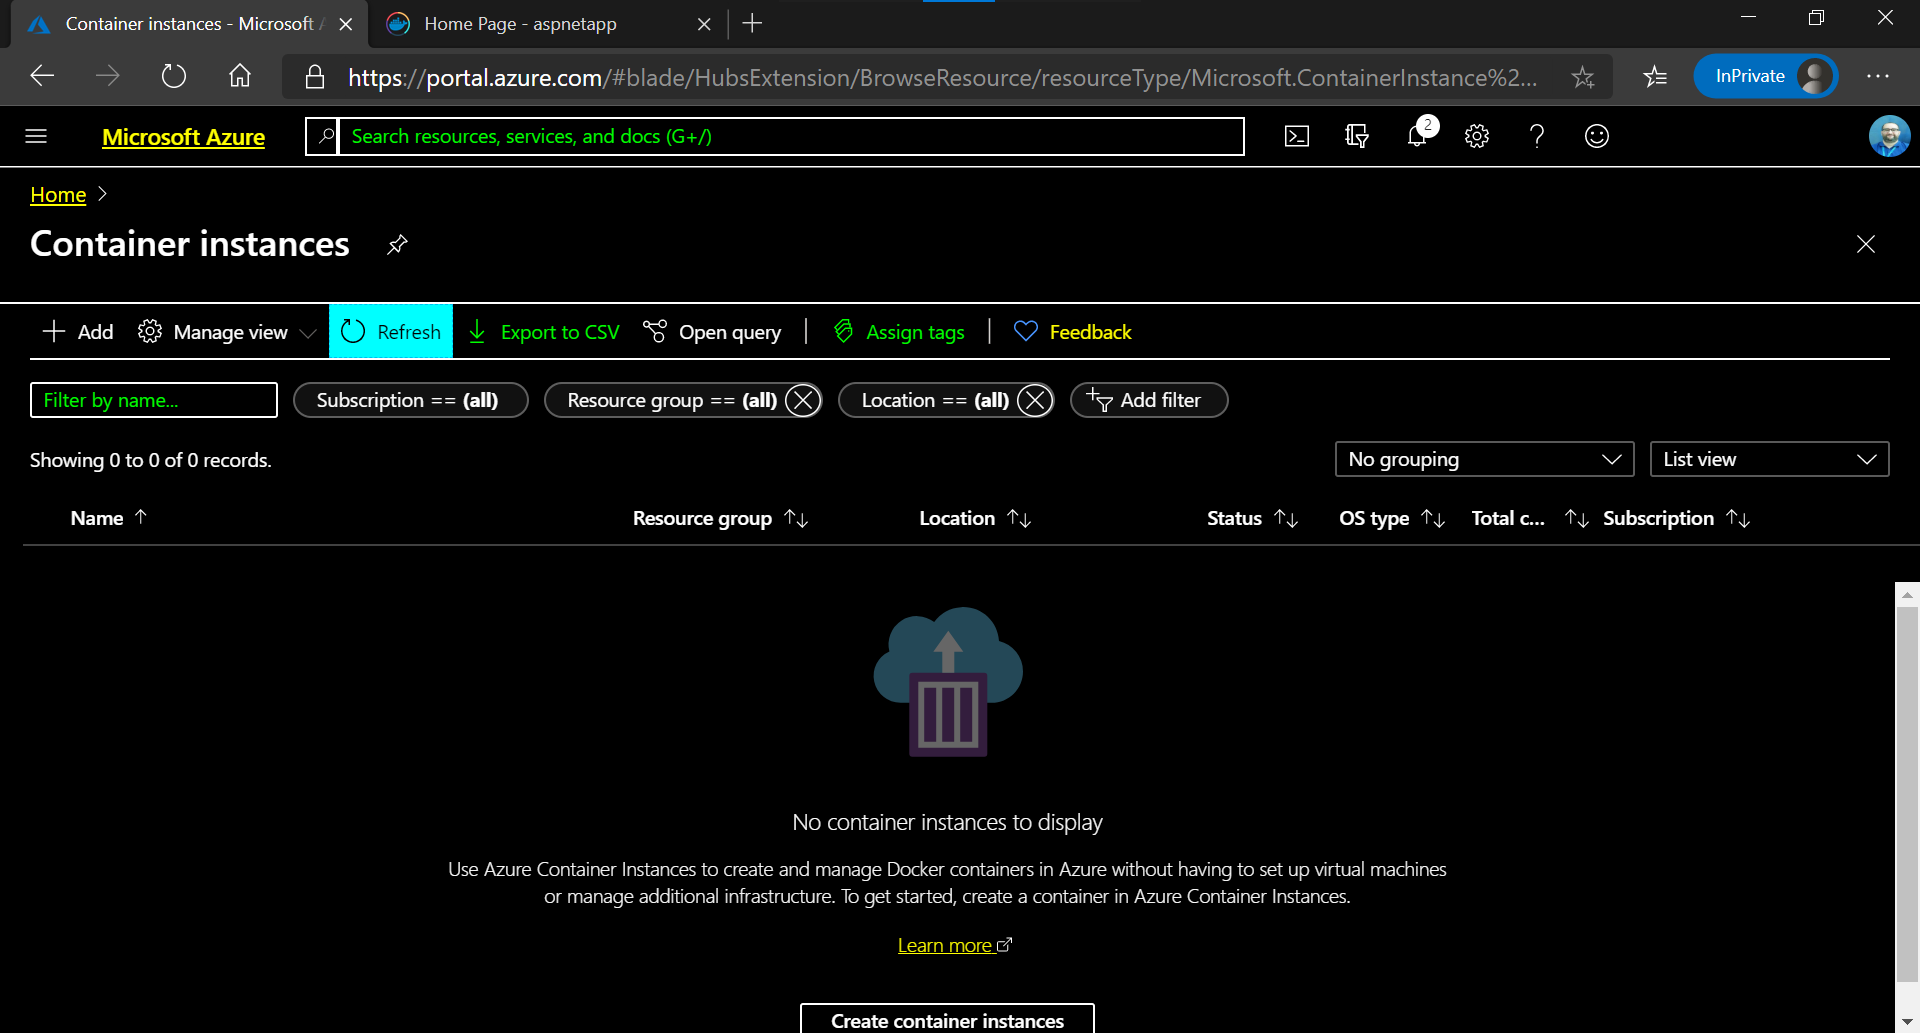 Container instances - Microsoft A
Home Page - aspnetapp
https://portal.azure.com/#blade/HubsExtension/BrowseResource/resourceType/Microsoft.ContainerInstance%2...
InPrivate
Microsoft Azure
Search resources, services, and docs (G+/)
2
Home
Container instances
Add
Manage view
Refresh
Export to CSV
Open query
Assign tags
Feedback
Filter by name...
Subscription == (all)
Resource group == (all)
Location == (all)
Add filter
Showing 0 to 0 of 0 records.
No grouping
List view
Name
Resource group
Location
Status
OS type
Total c...
Subscription
No container instances to display
Use Azure Container Instances to create and manage Docker containers in Azure without having to set up virtual machines
or manage additional infrastructure. To get started, create a container in Azure Container Instances.
Learn more
Create container instances